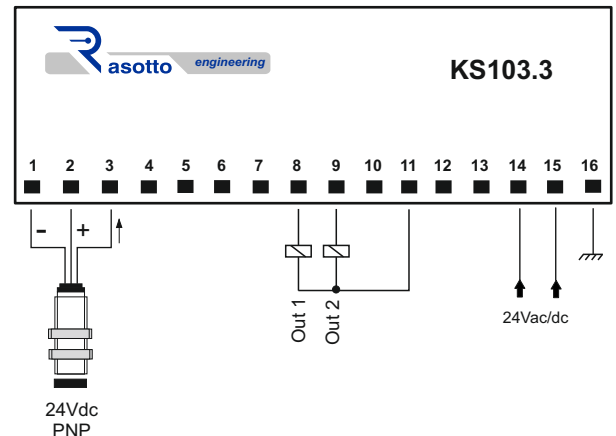 Rasotto engineering
KS103.3
1 2 3 4 5 6 7 8 9 10 11 12 13 14 15 16
- +
Out 1
Out 2
24Vac/dc
24Vdc
PNP